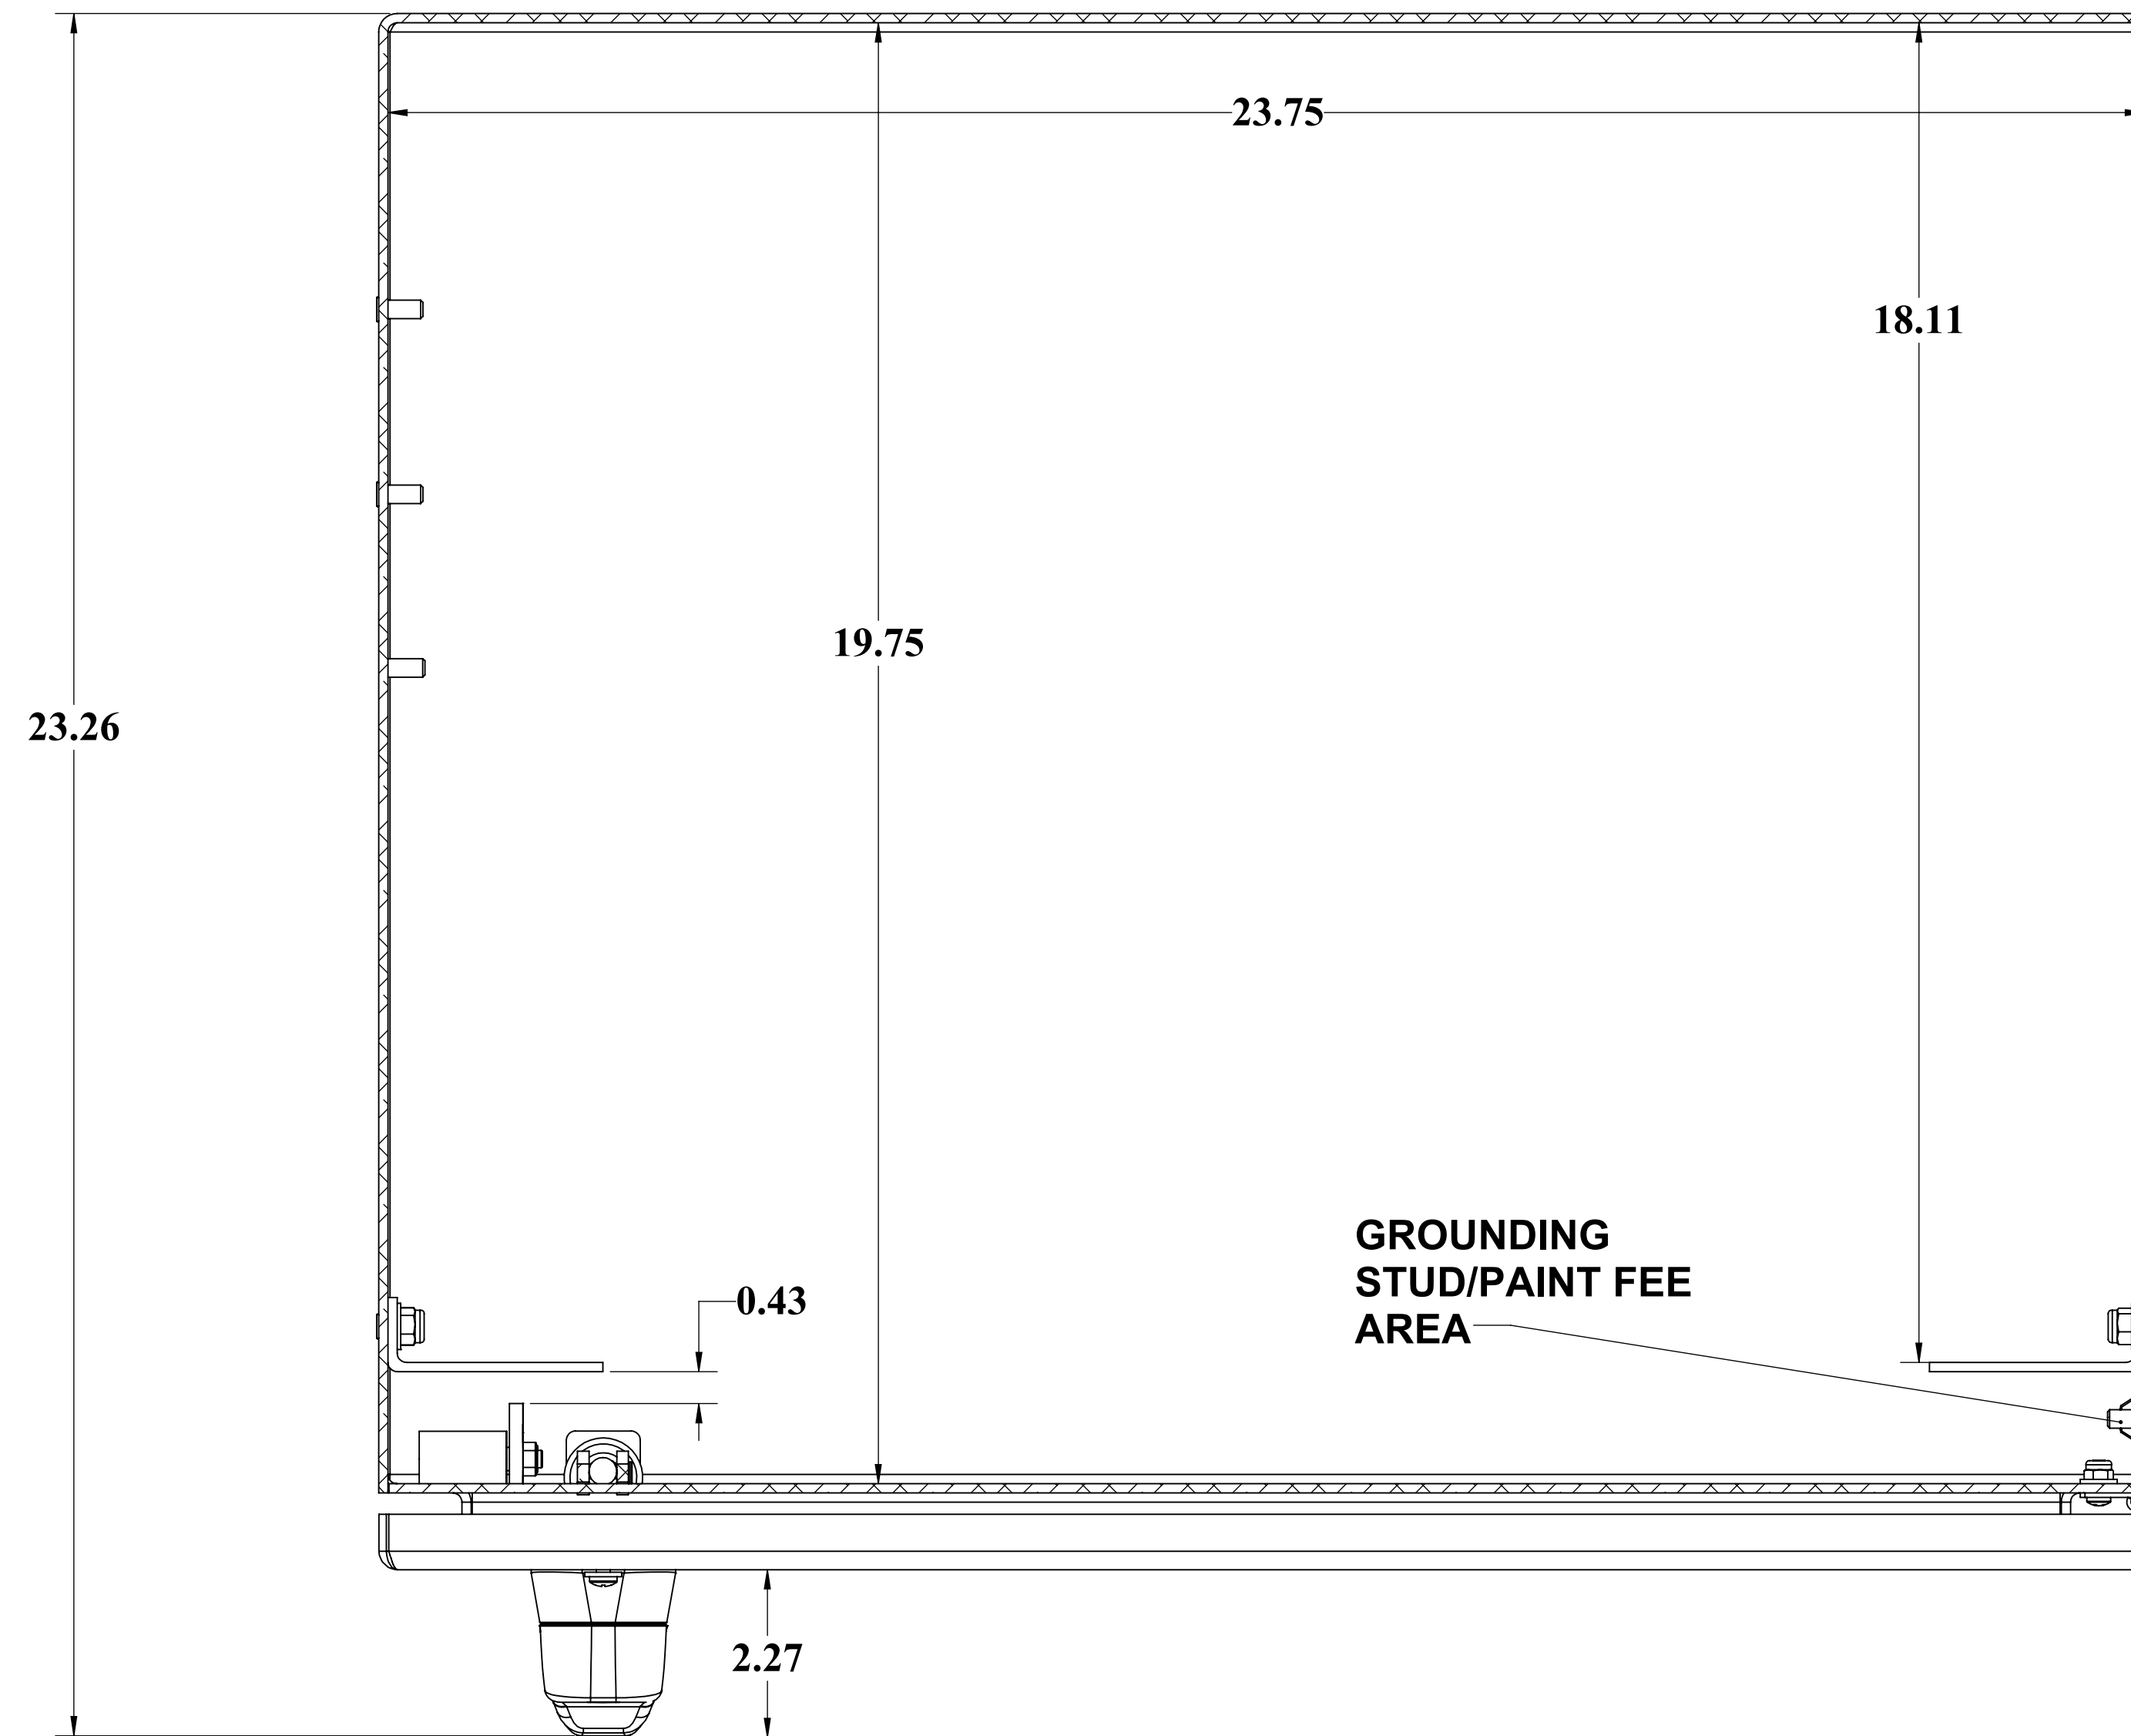 23.75
18.11
19.75
23.26
GROUNDING
STUD/PAINT FEE
AREA
0.43
2.27